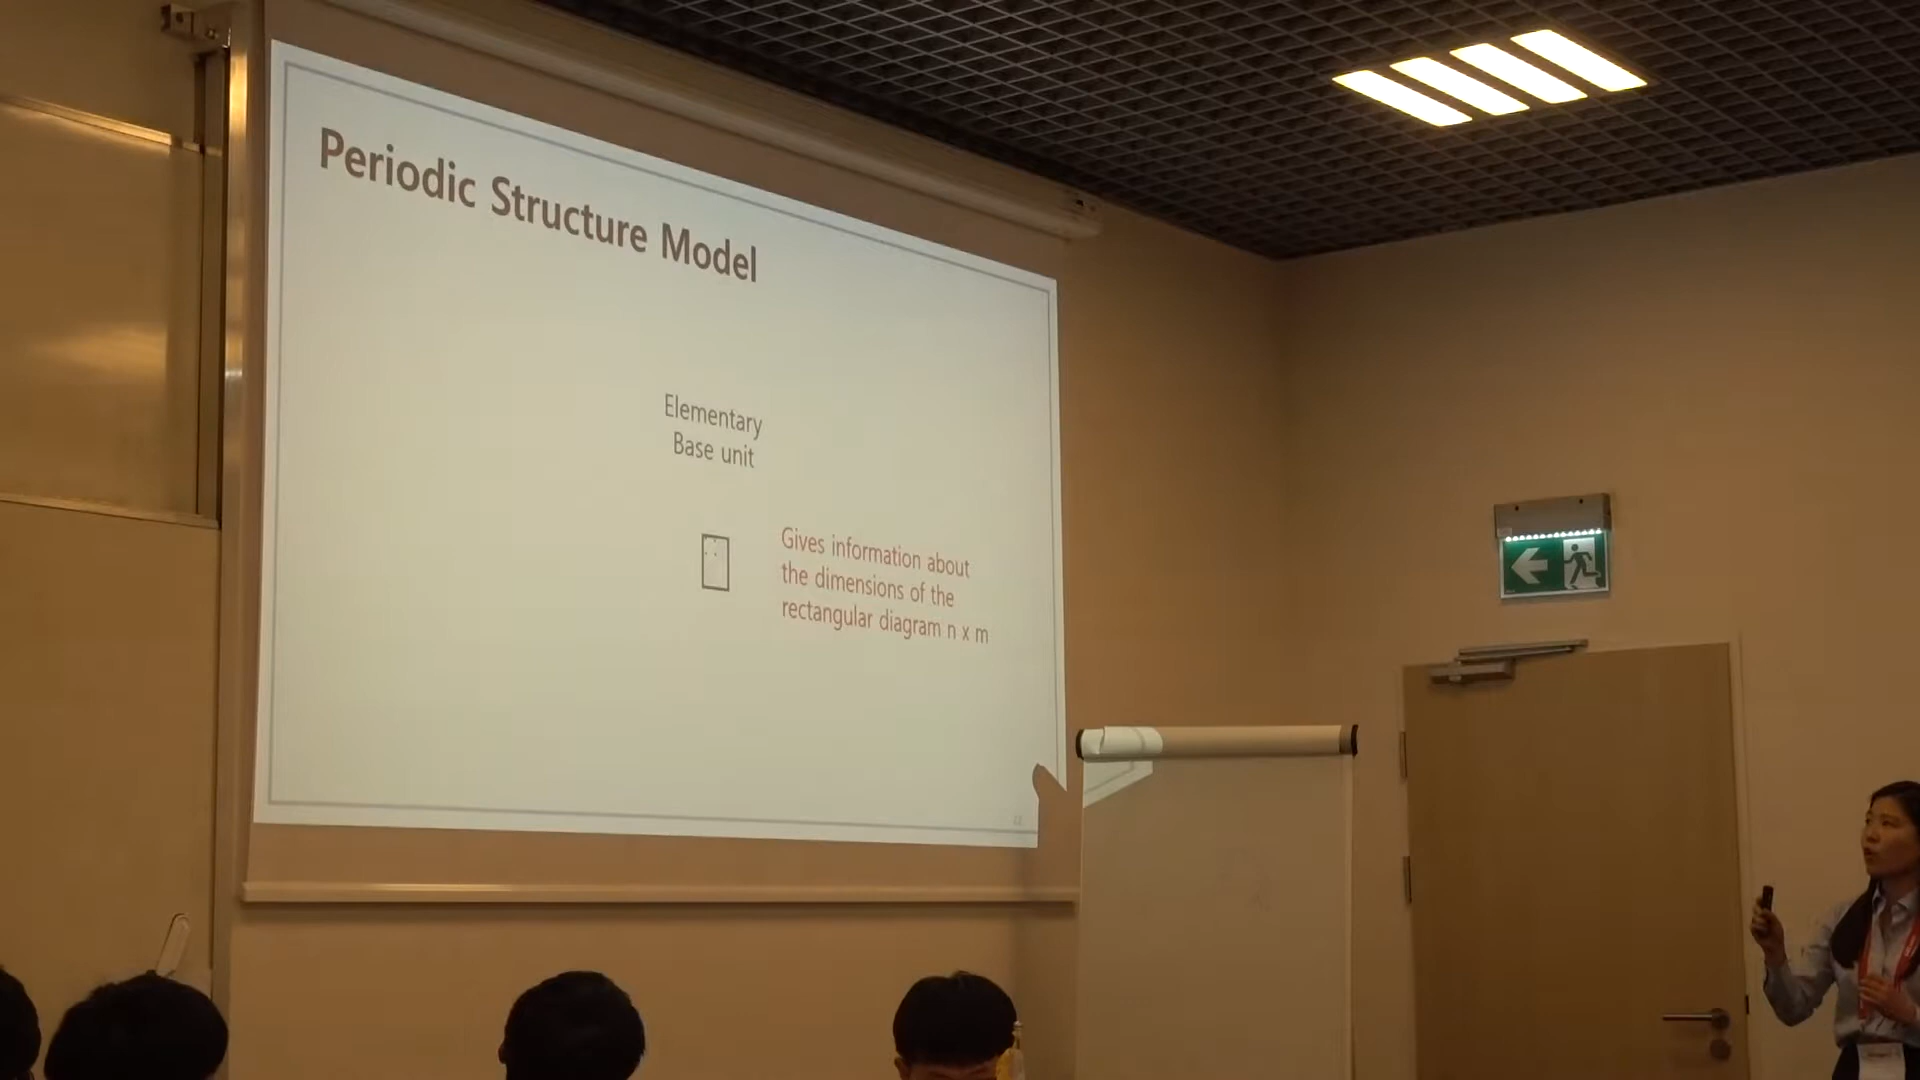 Periodic Structure Model
Elementary
Base unit
Gives information about
the dimensions of the
rectangular diagram n x m